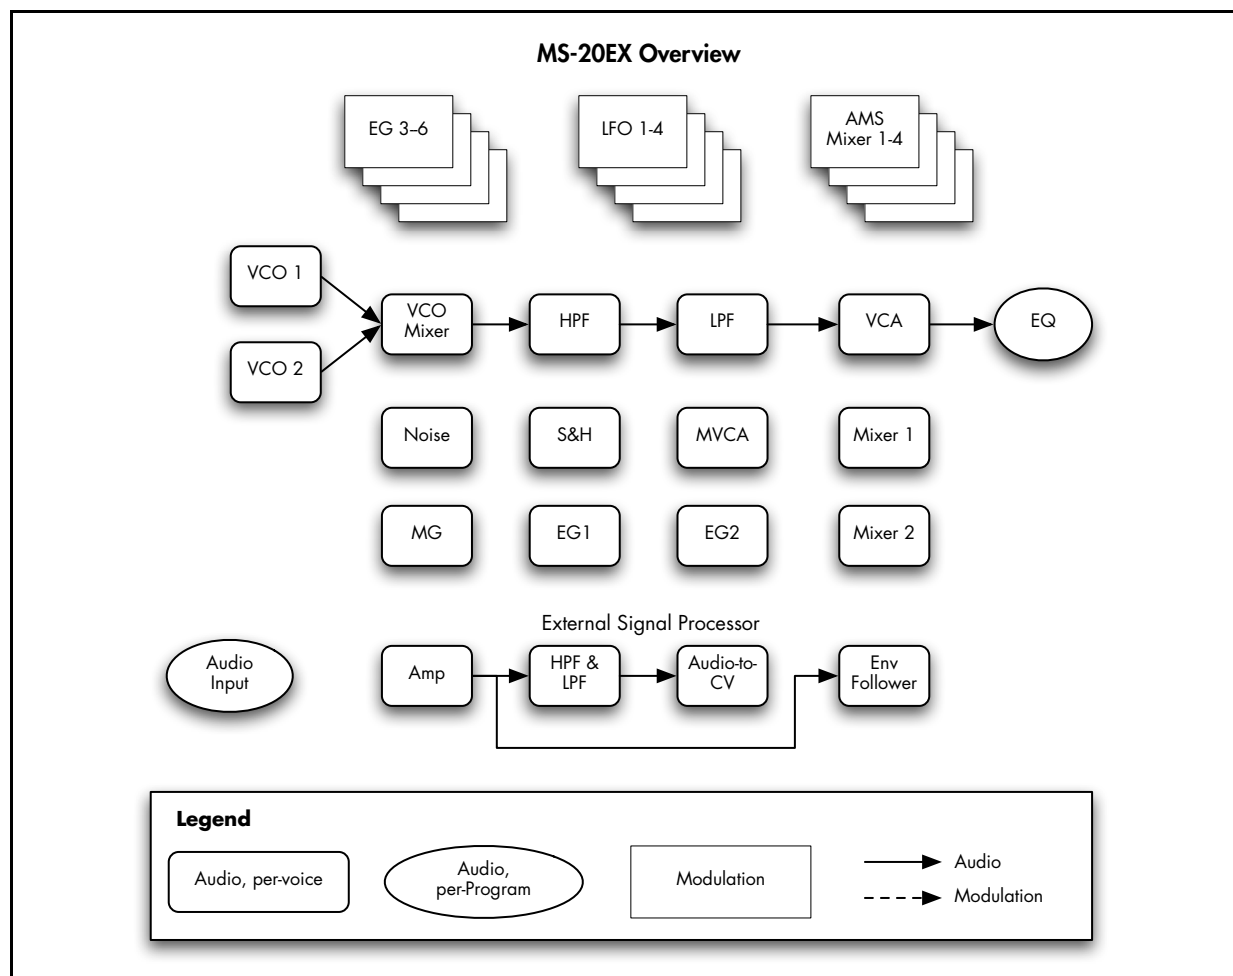 MS-20EX Overview
EG 3–6
LFO 1-4
AMS
Mixer 1-4
VCO 1
VCO 2
VCO
Mixer
HPF
LPF
VCA
EQ
Noise
S&H
MVCA
Mixer 1
MG
EG1
EG2
Mixer 2
External Signal Processor
Audio
Input
Amp
HPF &
LPF
Audio-to-
CV
Env
Follower
Legend
Audio, per-voice
Audio,
per-Program
Modulation
Audio
Modulation